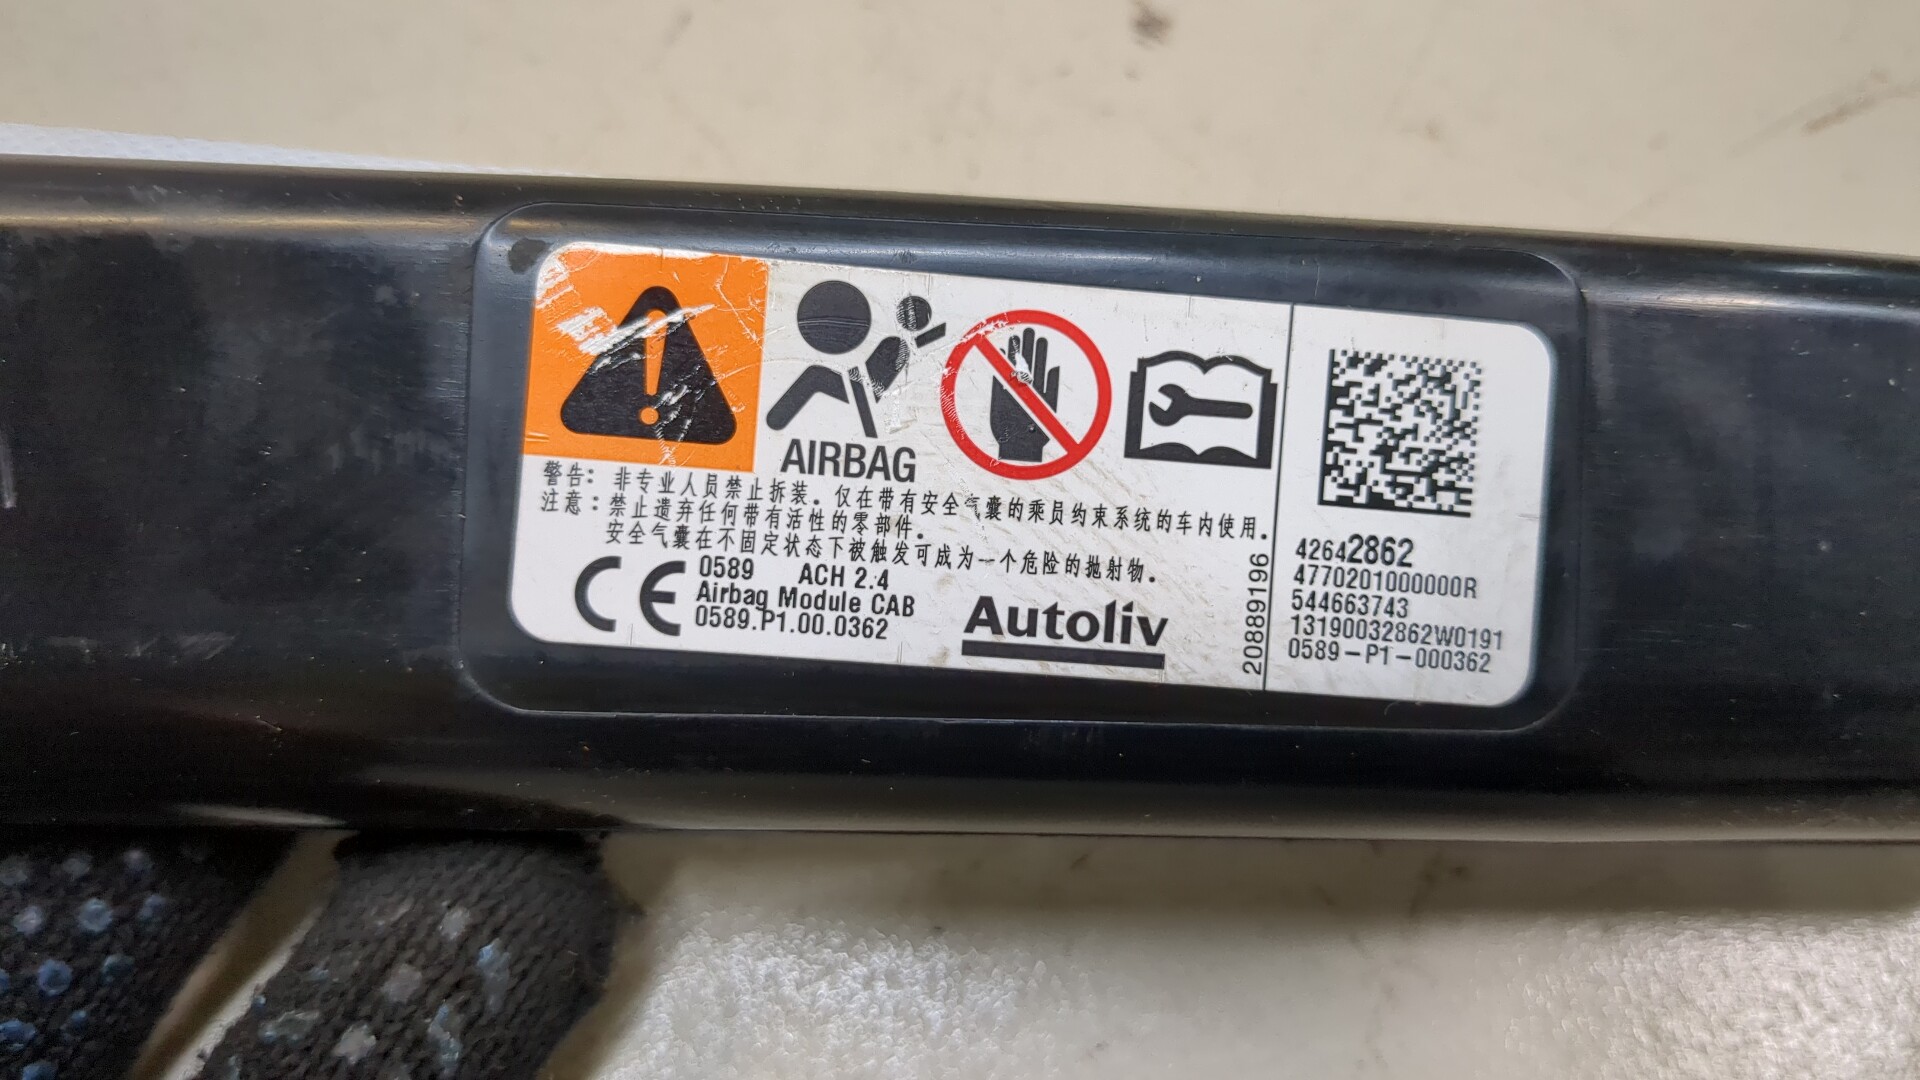 AIRBAG
警告：非专业人员禁止拆装。仅在带有安全气囊的乘员约束系统的车内使用。
注意：禁止遗弃任何带有活性的零部件。
安全气囊在不固定状态下被触发可成为一个危险的抛射物。
CE 0589 ACH 2.4
Airbag Module CAB
0589.P1.00.0362
Autoliv
20889196
42642862
4770201000000R
544663743
13190032862W0191
0589-P1-000362